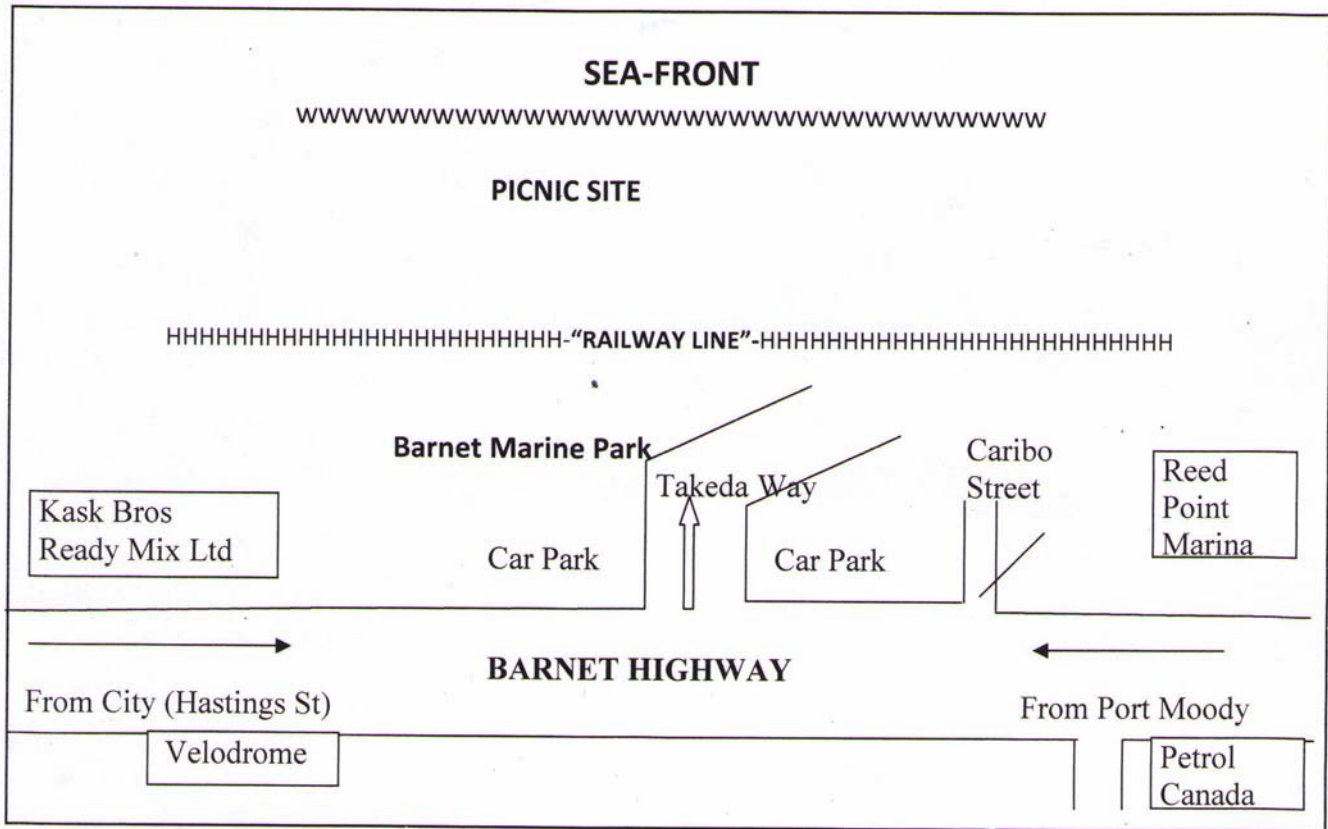 SEA-FRONT
WWWWWWWWWWWWWWWWWWWWWWWWWWWWWWWWW
PICNIC SITE
HHHHHHHHHHHHHHHHHHHHHHHH-“RAILWAY LINE”-HHHHHHHHHHHHHHHHHHHHHHHHH
Barnet Marine Park
Takeda Way
Caribo
Street
Reed
Point
Marina
Kask Bros
Ready Mix Ltd
Car Park
Car Park
BARNET HIGHWAY
From City (Hastings St)
From Port Moody
Velodrome
Petrol
Canada